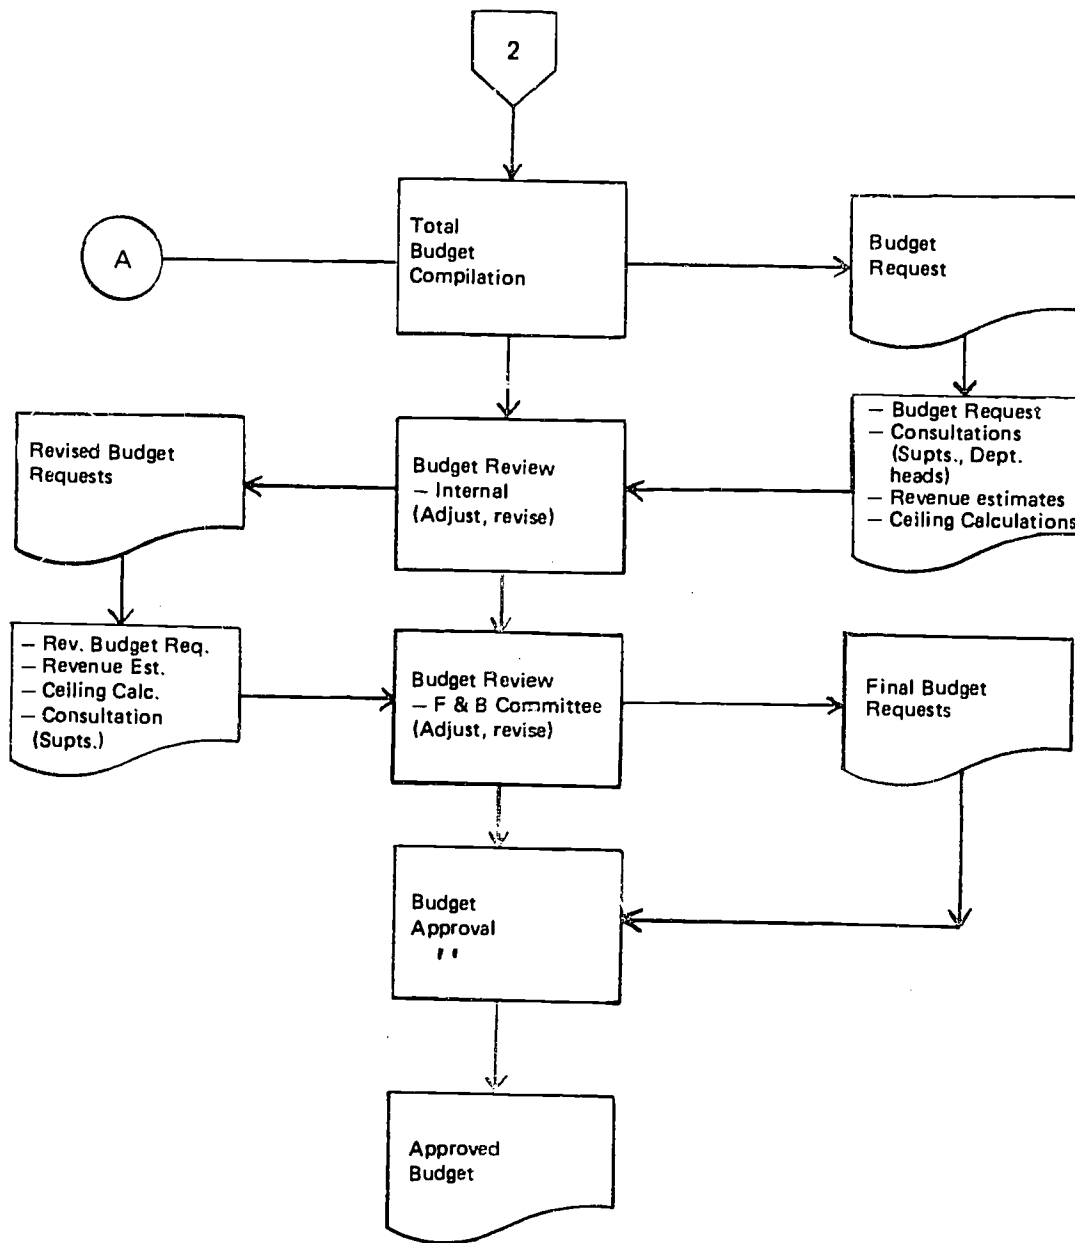 2
A
Total
Budget
Compilation
Budget
Request
Revised Budget
Requests
Budget Review
– Internal
(Adjust, revise)
– Budget Request
– Consultations
(Supts., Dept.
heads)
– Revenue estimates
– Ceiling Calculations
– Rev. Budget Req.
– Revenue Est.
– Ceiling Calc.
– Consultation
(Supts.)
Budget Review
– F & B Committee
(Adjust, revise)
Final Budget
Requests
Budget
Approval
Approved
Budget